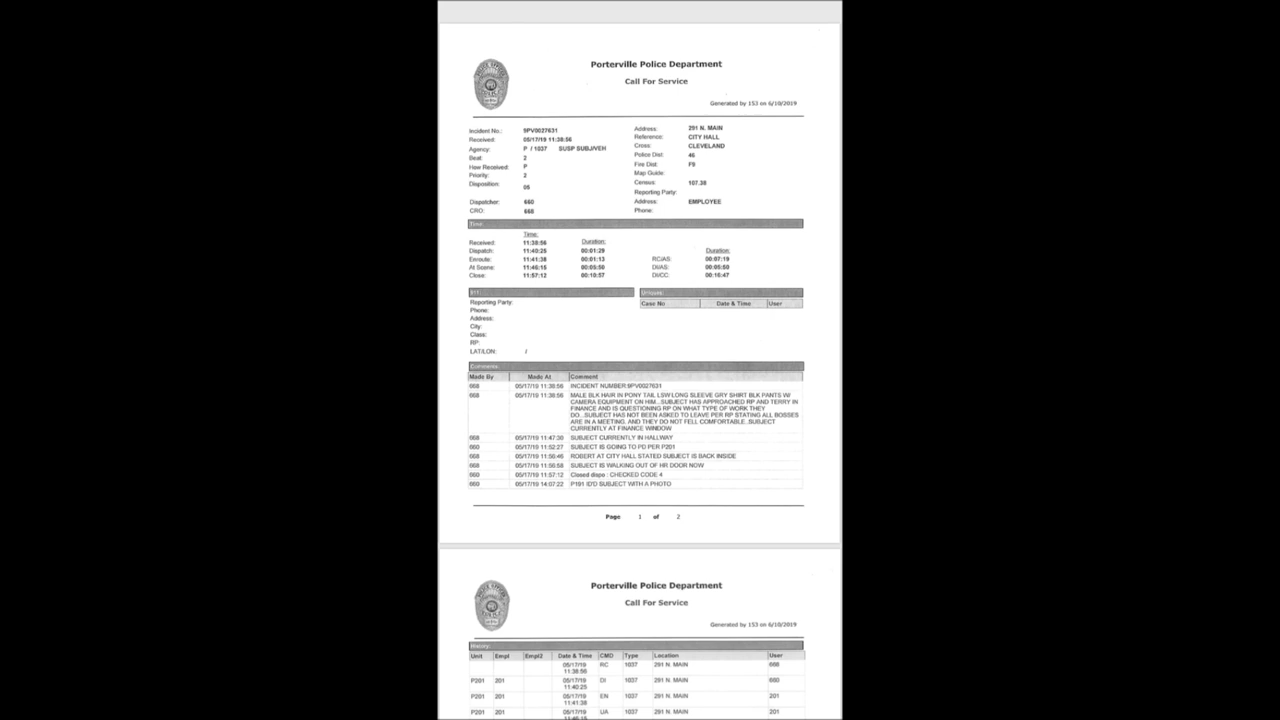 Porterville Police Department
Call For Service
Generated by 153 on 6/10/2019
Incident No.: 9PV0027631
Received: 05/17/19 11:38:56
Agency: P / 1037 SUSP SUBJ/VEH
Beat: 2
How Received: P
Priority: 2
Disposition: 06
Dispatcher: 660
CRO: 668
Address: 291 N. MAIN
Reference: CITY HALL
Cross: CLEVELAND
Police Dist: 46
Fire Dist: F9
Map Guide:
Census: 107.38
Reporting Party:
Address: EMPLOYEE
Phone:
Time:
Time: Duration: Duration:
Received: 11:38:56
Dispatch: 11:40:25 00:01:29
Enroute: 11:41:38 00:01:13 RC/AS: 00:07:19
At Scene: 11:46:15 00:05:50 DI/AS: 00:05:50
Close: 11:57:12 00:10:57 DI/CC: 00:16:47
911:
Reporting Party:
Phone:
Address:
City:
Class:
RP:
LAT/LON: /
Case No Date & Time User
Comments:
Made By Made At Comment
668 05/17/19 11:38:56 INCIDENT NUMBER:9PV0027631
668 05/17/19 11:38:56 MALE BLK HAIR IN PONY TAIL LSW LONG SLEEVE GRY SHIRT BLK PANTS W/
CAMERA EQUIPMENT ON HIM...SUBJECT HAS APPROACHED RP AND TERRY IN
FINANCE AND IS QUESTIONING RP ON WHAT TYPE OF WORK THEY
DO...SUBJECT HAS NOT BEEN ASKED TO LEAVE PER RP STATING ALL BOSSES
ARE IN A MEETING. AND THEY DO NOT FELL COMFORTABLE..SUBJECT
CURRENTLY AT FINANCE WINDOW
668 05/17/19 11:47:30 SUBJECT CURRENTLY IN HALLWAY
660 05/17/19 11:52:27 SUBJECT IS GOING TO PD PER P201
668 05/17/19 11:56:46 ROBERT AT CITY HALL STATED SUBJECT IS BACK INSIDE
668 05/17/19 11:56:58 SUBJECT IS WALKING OUT OF HR DOOR NOW
660 05/17/19 11:57:12 Closed dispo : CHECKED CODE 4
660 05/17/19 14:07:22 P191 ID'D SUBJECT WITH A PHOTO
Page 1 of 2
Porterville Police Department
Call For Service
Generated by 153 on 6/10/2019
History:
Unit Empl Empl2 Date & Time CMD Type Location User
05/17/19 RC 1037 291 N. MAIN 668
11:38:56
P201 201 05/17/19 DI 1037 291 N. MAIN 660
11:40:25
P201 201 05/17/19 EN 1037 291 N. MAIN 201
11:41:38
P201 201 05/17/19 UA 1037 291 N. MAIN 201